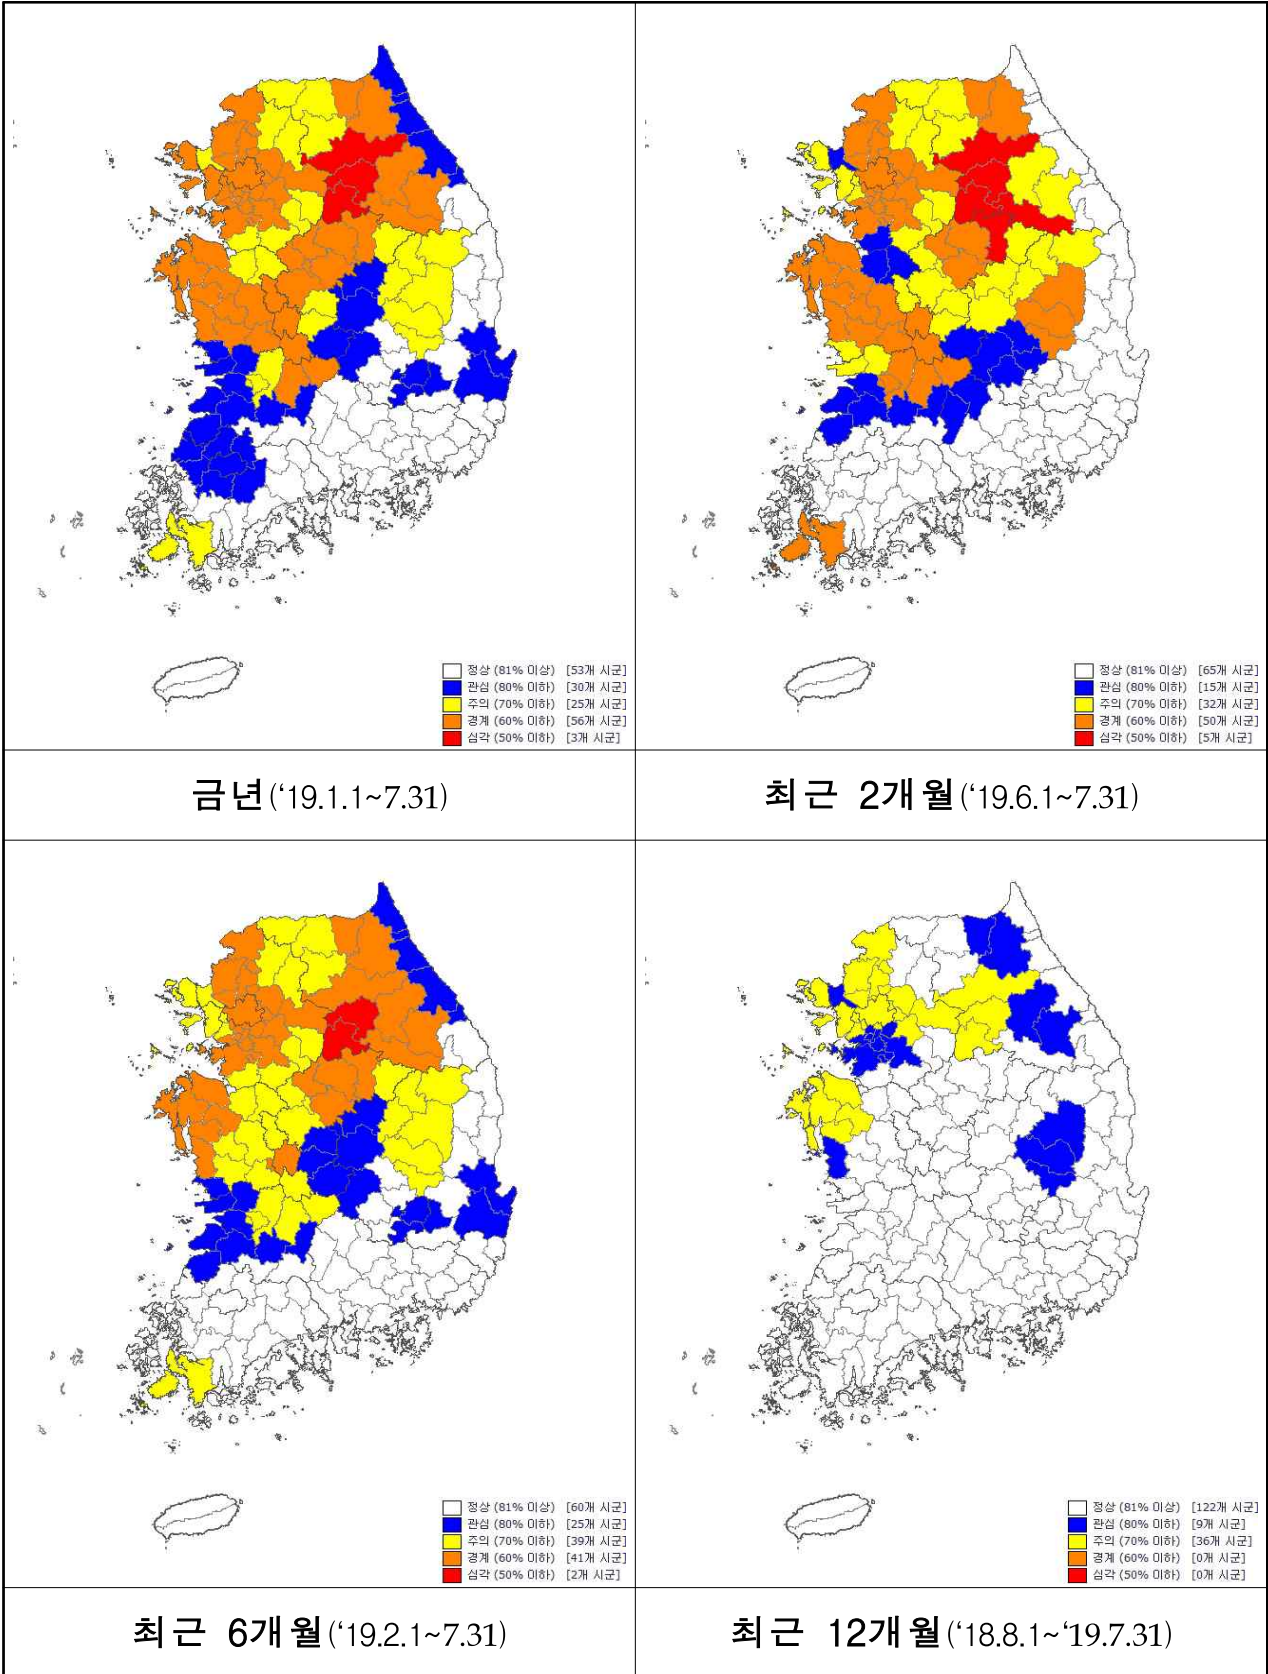 정상 (81% 이상) [53개 시군]
관심 (80% 이하) [30개 시군]
주의 (70% 이하) [25개 시군]
경계 (60% 이하) [56개 시군]
심각 (50% 이하) [3개 시군]
정상 (81% 이상) [65개 시군]
관심 (80% 이하) [15개 시군]
주의 (70% 이하) [32개 시군]
경계 (60% 이하) [50개 시군]
심각 (50% 이하) [5개 시군]
금년(‘19.1.1~7.31)
최근 2개월(‘19.6.1~7.31)
정상 (81% 이상) [60개 시군]
관심 (80% 이하) [25개 시군]
주의 (70% 이하) [39개 시군]
경계 (60% 이하) [41개 시군]
심각 (50% 이하) [2개 시군]
정상 (81% 이상) [122개 시군]
관심 (80% 이하) [9개 시군]
주의 (70% 이하) [36개 시군]
경계 (60% 이하) [0개 시군]
심각 (50% 이하) [0개 시군]
최근 6개월(‘19.2.1~7.31)
최근 12개월(‘18.8.1~‘19.7.31)